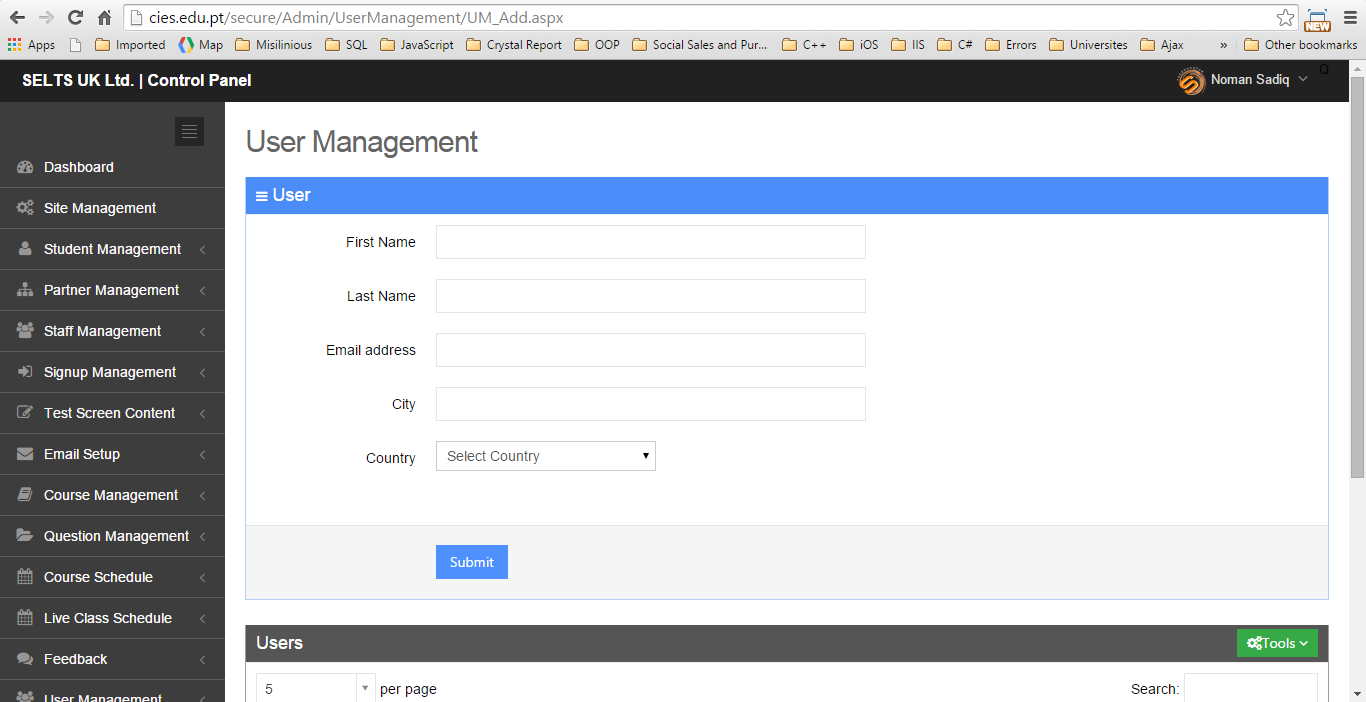 cies.edu.pt/secure/Admin/UserManagement/UM_Add.aspx
NEW
Apps Imported Map Misilinious SQL JavaScript Crystal Report OOP Social Sales and Pur... C++ iOS IIS C# Errors Universites Ajax » Other bookmarks
SELTS UK Ltd. | Control Panel
Noman Sadiq
Q
User Management
Dashboard
Site Management
Student Management
Partner Management
Staff Management
Signup Management
Test Screen Content
Email Setup
Course Management
Question Management
Course Schedule
Live Class Schedule
Feedback
User Management
User
First Name
Last Name
Email address
City
Country Select Country
Submit
Users
Tools
5 per page
Search: